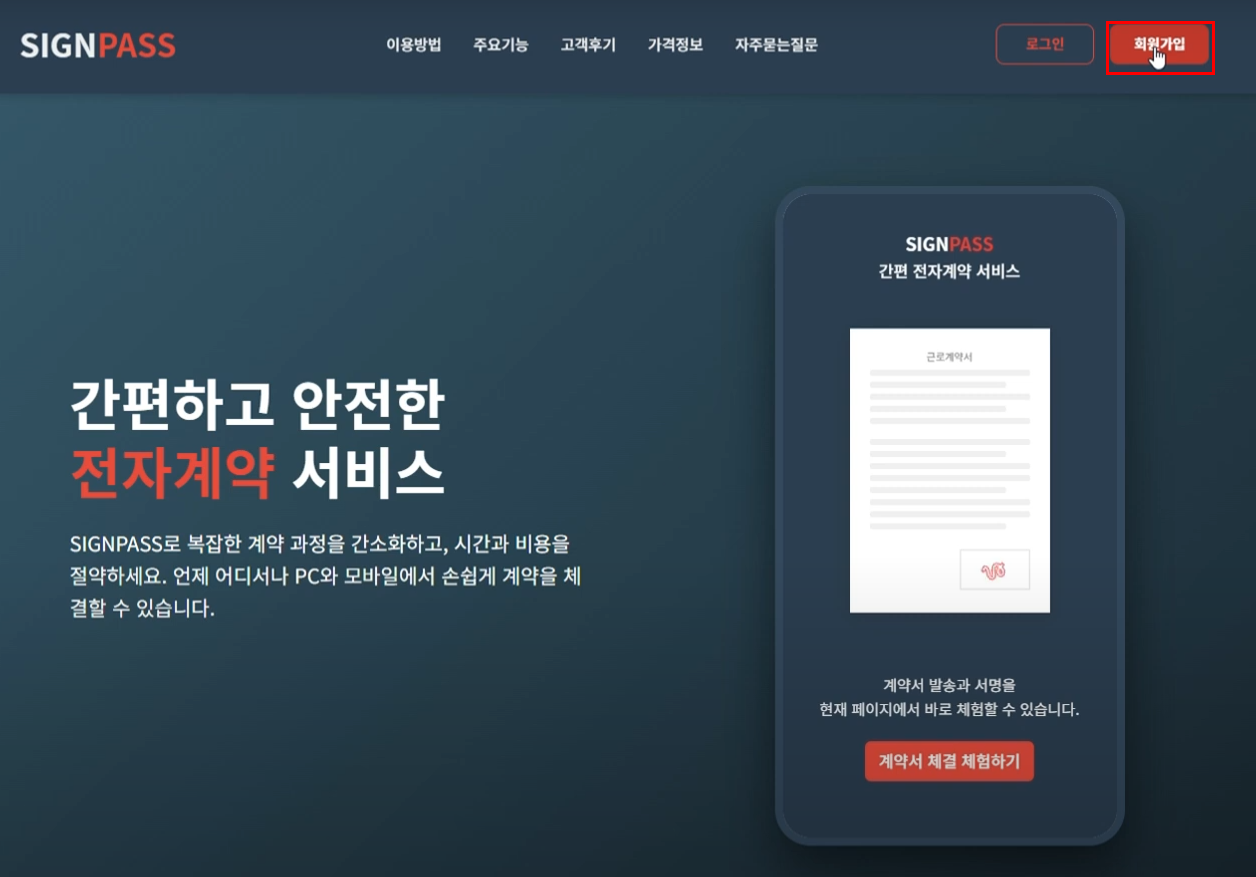 SIGNPASS
이용방법 주요기능 고객후기 가격정보 자주묻는질문
로그인
회원가입
간편하고 안전한
전자계약 서비스
SIGNPASS로 복잡한 계약 과정을 간소화하고, 시간과 비용을
절약하세요. 언제 어디서나 PC와 모바일에서 손쉽게 계약을 체
결할 수 있습니다.
SIGNPASS
간편 전자계약 서비스
근로계약서
계약서 발송과 서명을
현재 페이지에서 바로 체험할 수 있습니다.
계약서 체결 체험하기